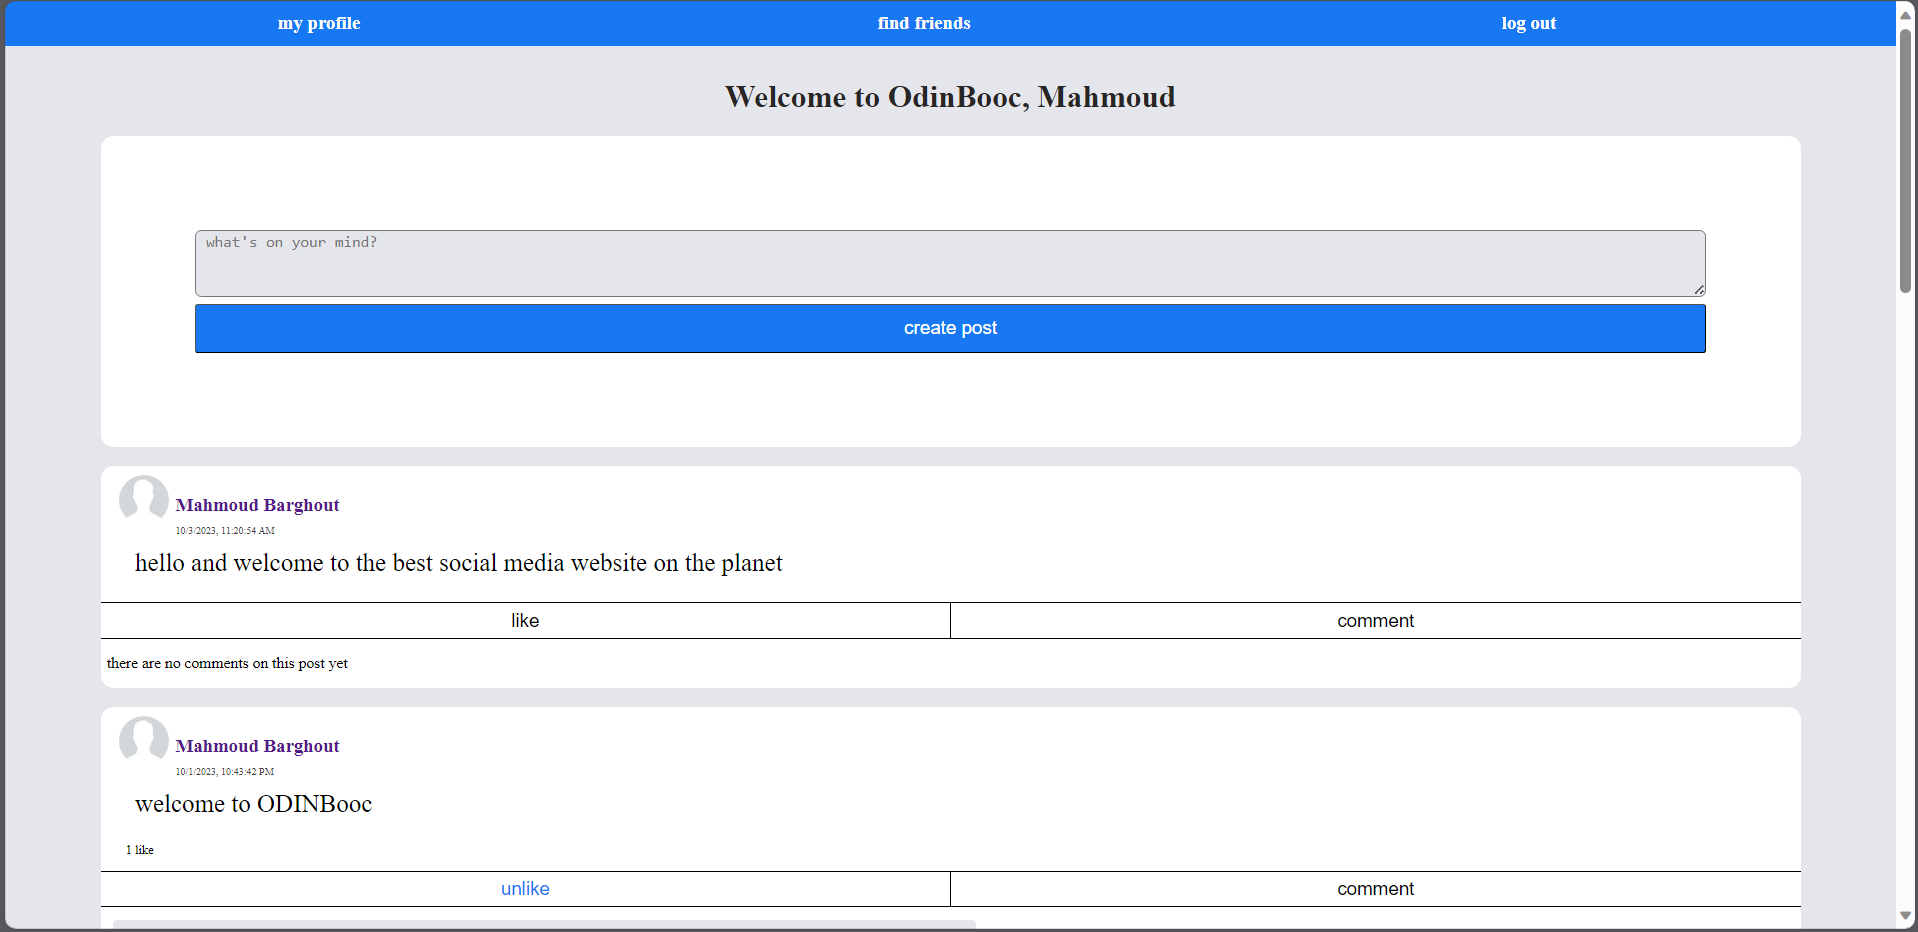 my profile find friends log out
Welcome to OdinBooc, Mahmoud
what's on your mind?
create post
Mahmoud Barghout
10/3/2023, 11:20:54 AM
hello and welcome to the best social media website on the planet
like comment
there are no comments on this post yet
Mahmoud Barghout
10/1/2023, 10:43:42 PM
welcome to ODINBooc
1 like
unlike comment